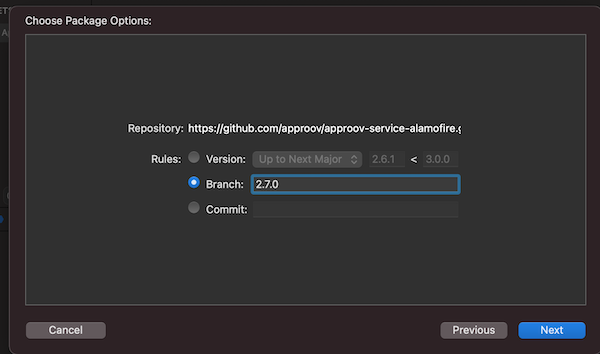 Choose Package Options:
Repository: https://github.com/approov/approov-service-alamofire.g
Rules: Version: Up to Next Major 2.6.1 < 3.0.0
Branch: 2.7.0
Commit:
Cancel Previous Next